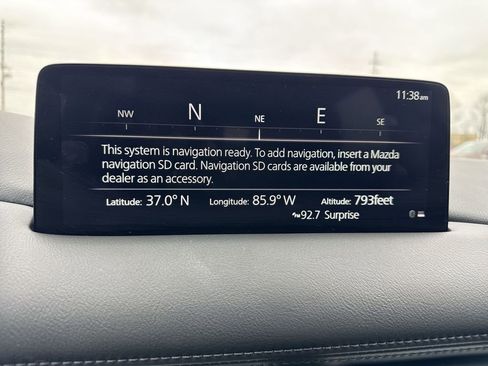 11:38am
NW N NE E SE
This system is navigation ready. To add navigation, insert a Mazda
navigation SD card. Navigation SD cards are available from your
dealer as an accessory.
Latitude: 37.0° N Longitude: 85.9° W Altitude: 793feet
92.7 Surprise